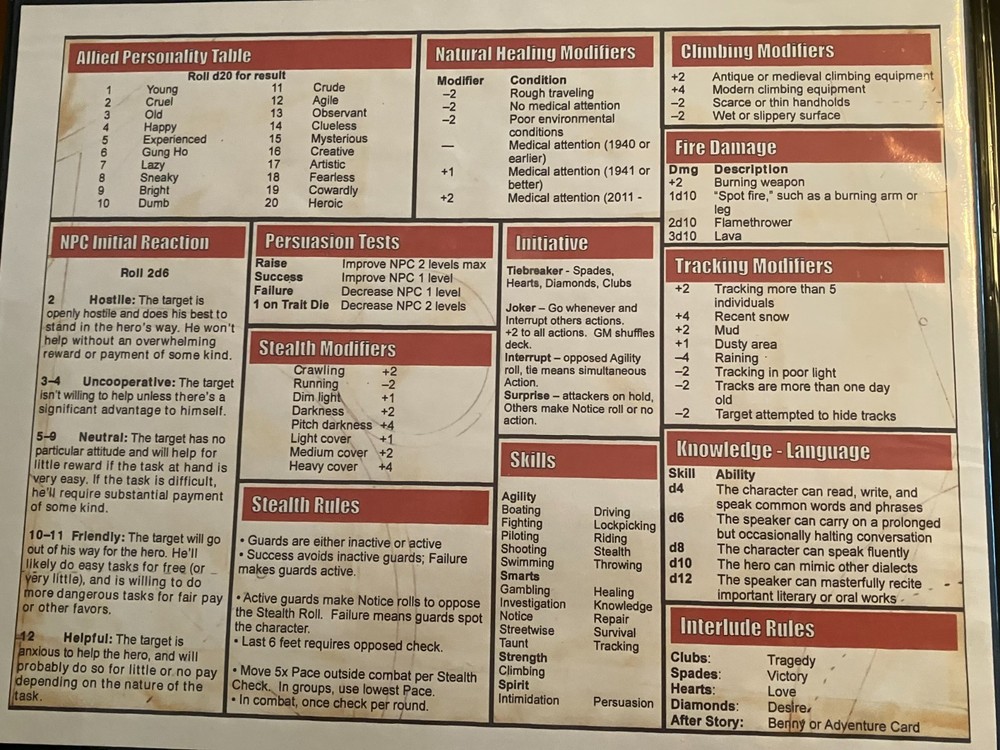 Allied Personality Table
Roll d20 for result
1 Young 11 Crude
2 Cruel 12 Agile
3 Old 13 Observant
4 Happy 14 Clueless
5 Experienced 15 Mysterious
6 Gung Ho 16 Creative
7 Lazy 17 Artistic
8 Sneaky 18 Fearless
9 Bright 19 Cowardly
10 Dumb 20 Heroic
Natural Healing Modifiers
Modifier Condition
–2 Rough traveling
–2 No medical attention
–2 Poor environmental
conditions
— Medical attention (1940 or
earlier)
+1 Medical attention (1941 or
better)
+2 Medical attention (2011 -
Climbing Modifiers
+2 Antique or medieval climbing equipment
+4 Modern climbing equipment
–2 Scarce or thin handholds
–2 Wet or slippery surface
Fire Damage
Dmg Description
+2 Burning weapon
1d10 “Spot fire,” such as a burning arm or
leg
2d10 Flamethrower
3d10 Lava
NPC Initial Reaction
Roll 2d6
2 Hostile: The target is
openly hostile and does his best to
stand in the hero's way. He won't
help without an overwhelming
reward or payment of some kind.
3–4 Uncooperative: The target
isn't willing to help unless there's a
significant advantage to himself.
5–9 Neutral: The target has no
particular attitude and will help for
little reward if the task at hand is
very easy. If the task is difficult,
he'll require substantial payment
of some kind.
10–11 Friendly: The target will go
out of his way for the hero. He'll
likely do easy tasks for free (or
very little), and is willing to do
more dangerous tasks for fair pay
or other favors.
12 Helpful: The target is
anxious to help the hero, and will
probably do so for little or no pay
depending on the nature of the
task.
Persuasion Tests
Raise Improve NPC 2 levels max
Success Improve NPC 1 level
Failure Decrease NPC 1 level
1 on Trait Die Decrease NPC 2 levels
Stealth Modifiers
Crawling +2
Running –2
Dim light +1
Darkness +2
Pitch darkness +4
Light cover +1
Medium cover +2
Heavy cover +4
Stealth Rules
• Guards are either inactive or active
• Success avoids inactive guards; Failure
makes guards active.
• Active guards make Notice rolls to oppose
the Stealth Roll. Failure means guards spot
the character.
• Last 6 feet requires opposed check.
• Move 5x Pace outside combat per Stealth
Check. In groups, use lowest Pace.
• In combat, once check per round.
Initiative
Tiebreaker - Spades,
Hearts, Diamonds, Clubs
Joker – Go whenever and
Interrupt others actions.
+2 to all actions. GM shuffles
deck.
Interrupt – opposed Agility
roll, tie means simultaneous
Action.
Surprise – attackers on hold,
Others make Notice roll or no
action.
Skills
Agility
Boating Driving
Fighting Lockpicking
Piloting Riding
Shooting Stealth
Swimming Throwing
Smarts
Gambling Healing
Investigation Knowledge
Notice Repair
Streetwise Survival
Taunt Tracking
Strength
Climbing
Spirit
Intimidation Persuasion
Tracking Modifiers
+2 Tracking more than 5
individuals
+4 Recent snow
+2 Mud
+1 Dusty area
–4 Raining
–2 Tracking in poor light
–2 Tracks are more than one day
old
–2 Target attempted to hide tracks
Knowledge - Language
Skill Ability
d4 The character can read, write, and
speak common words and phrases
d6 The speaker can carry on a prolonged
but occasionally halting conversation
d8 The character can speak fluently
d10 The hero can mimic other dialects
d12 The speaker can masterfully recite
important literary or oral works
Interlude Rules
Clubs: Tragedy
Spades: Victory
Hearts: Love
Diamonds: Desire
After Story: Benny or Adventure Card